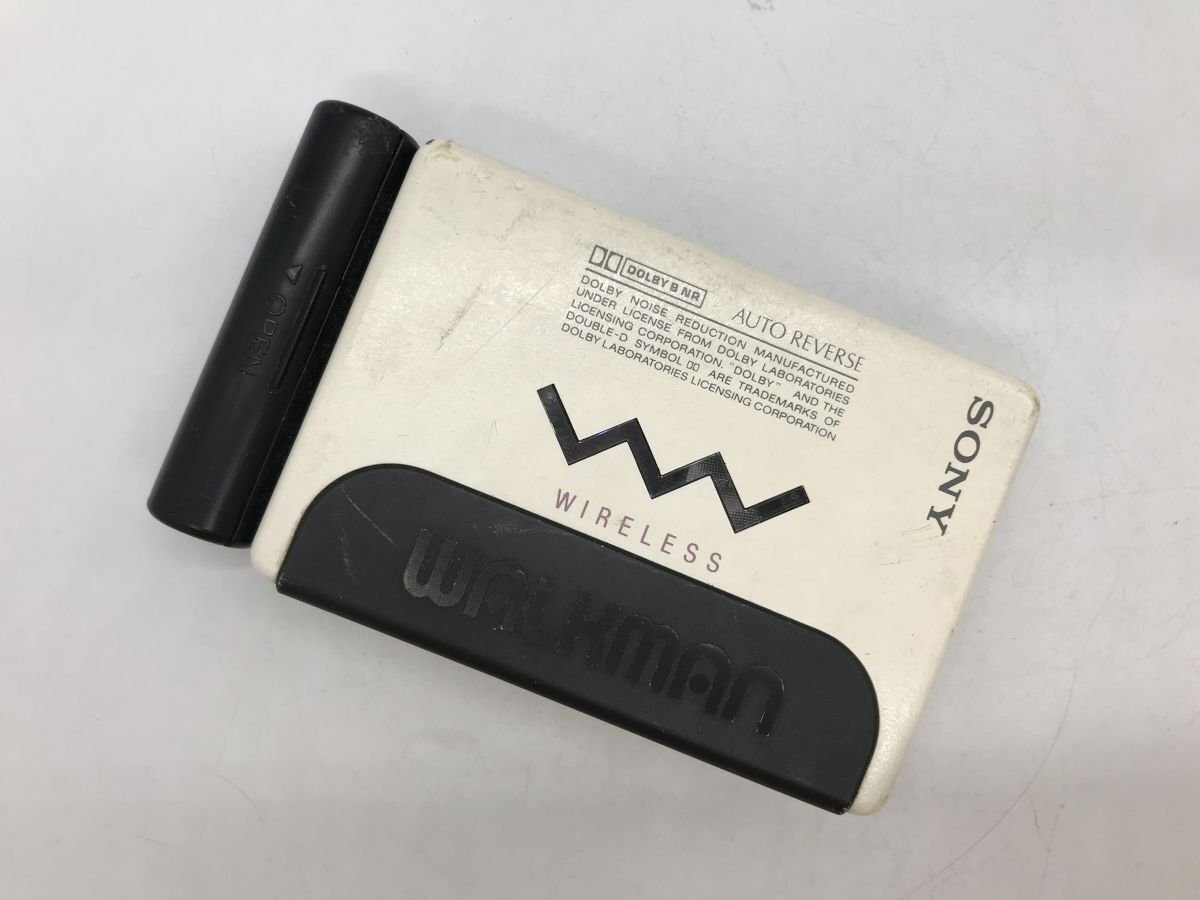 OPEN
DOLBY B NR
AUTO REVERSE
DOLBY NOISE REDUCTION MANUFACTURED
UNDER LICENSE FROM DOLBY LABORATORIES
LICENSING CORPORATION. "DOLBY" AND THE
DOUBLE-D SYMBOL ARE TRADEMARKS OF
DOLBY LABORATORIES LICENSING CORPORATION
SONY
WIRELESS
WALKMAN